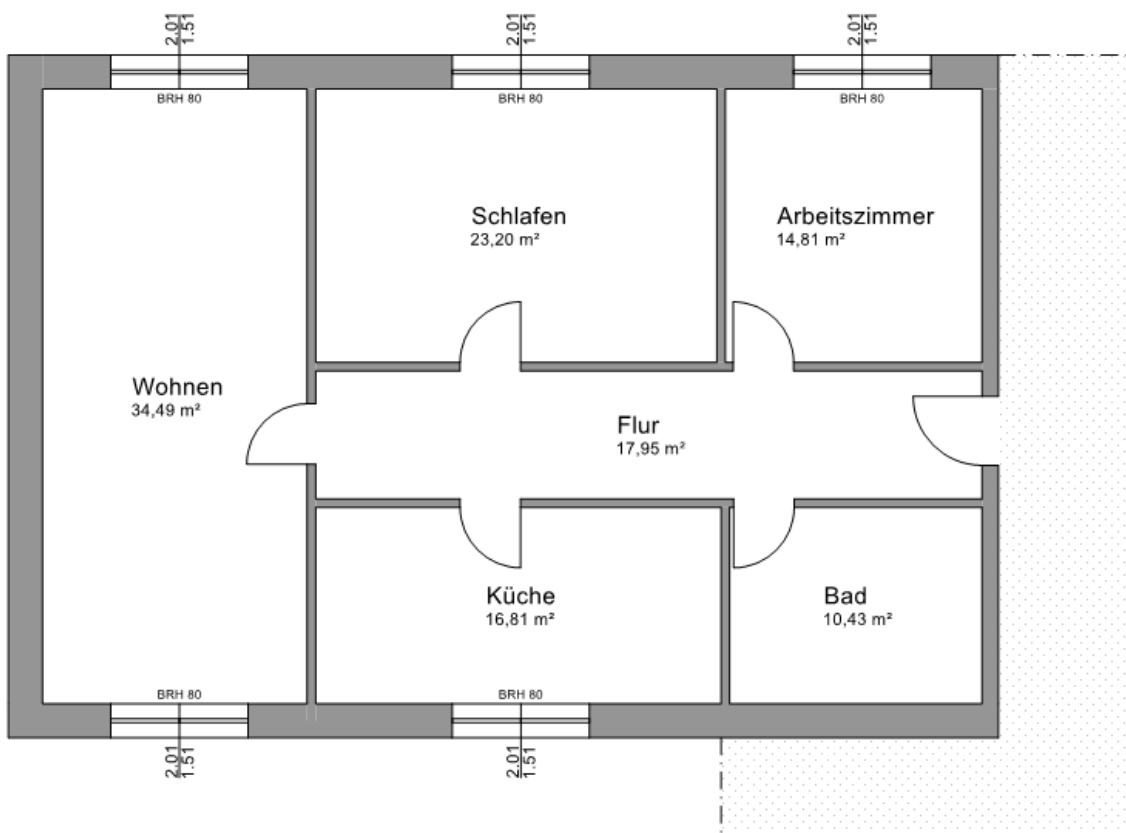 2.01
1.51
2.01
1.51
2.01
1.51
BRH 80
BRH 80
BRH 80
Schlafen
23,20 m²
Arbeitszimmer
14,81 m²
Wohnen
34,49 m²
Flur
17,95 m²
Küche
16,81 m²
Bad
10,43 m²
BRH 80
BRH 80
2.01
1.51
2.01
1.51